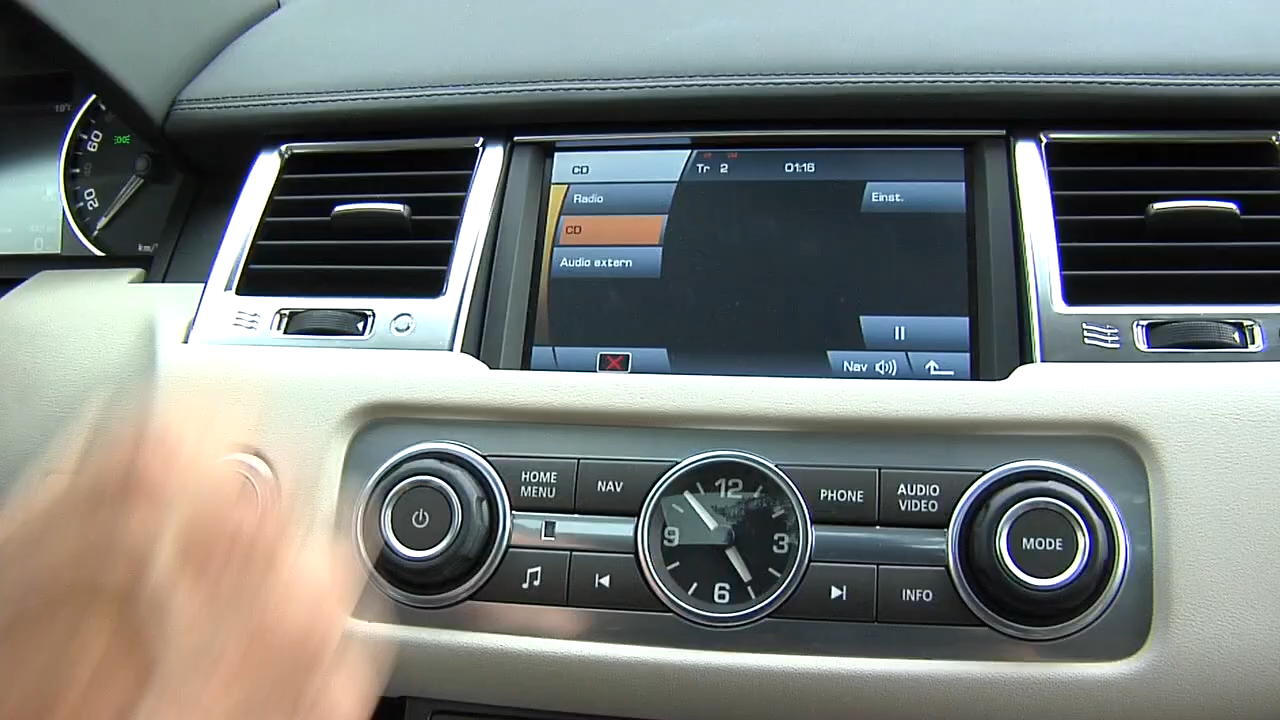 60
20
km/
CD
Tr 2
01:16
Radio
CD
Audio extern
Einst.
Nav
HOME
MENU
NAV
12
3
6
9
PHONE
AUDIO
VIDEO
MODE
INFO